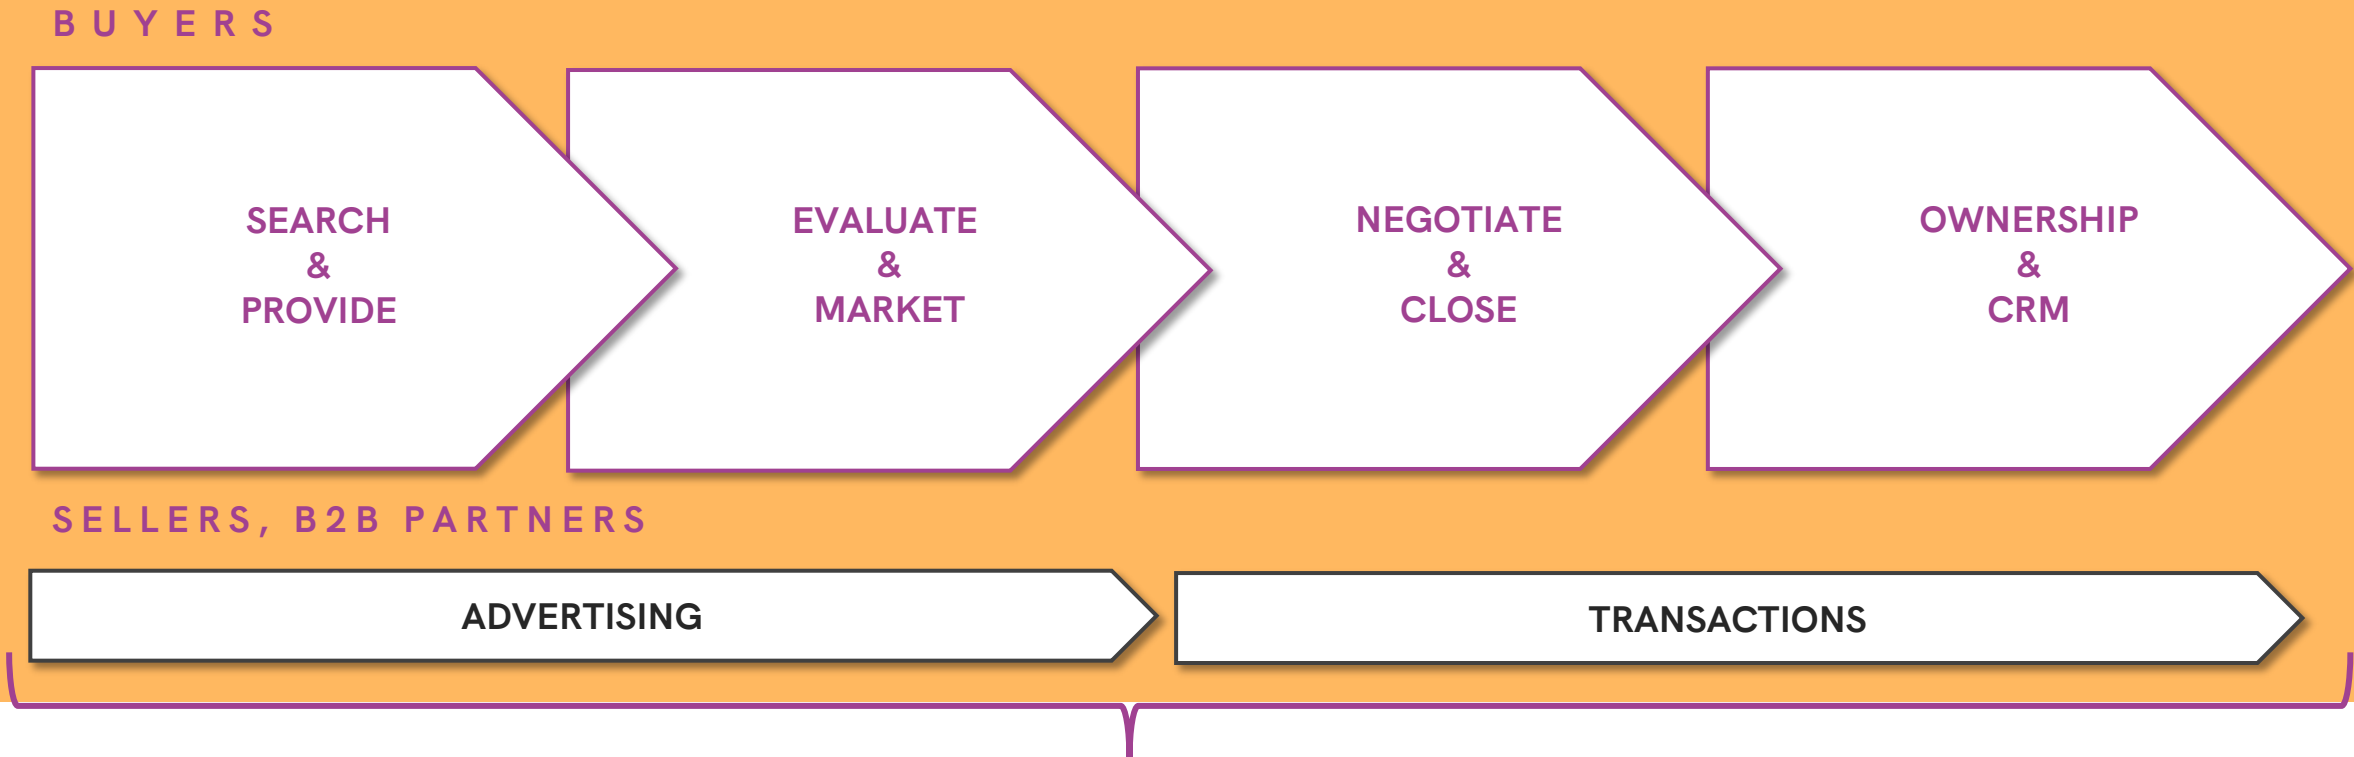 BUYERS
SEARCH
&
PROVIDE
EVALUATE
&
MARKET
NEGOTIATE
&
CLOSE
OWNERSHIP
&
CRM
SELLERS, B2B PARTNERS
ADVERTISING
TRANSACTIONS